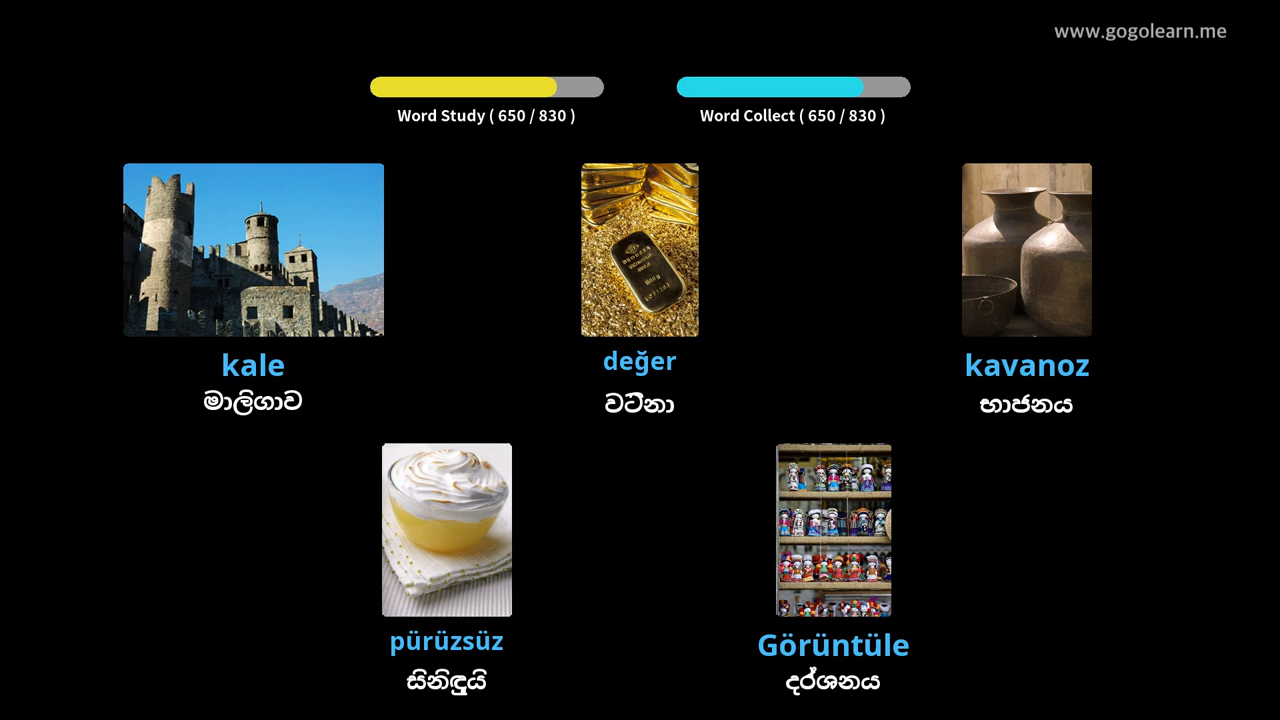 www.gogolearn.me
Word Study ( 650 / 830 )
Word Collect ( 650 / 830 )
kale
මාලිගාව
değer
වටිනා
kavanoz
භාජනය
pürüzsüz
සිනිඳුයි
Görüntüle
දර්ශනය